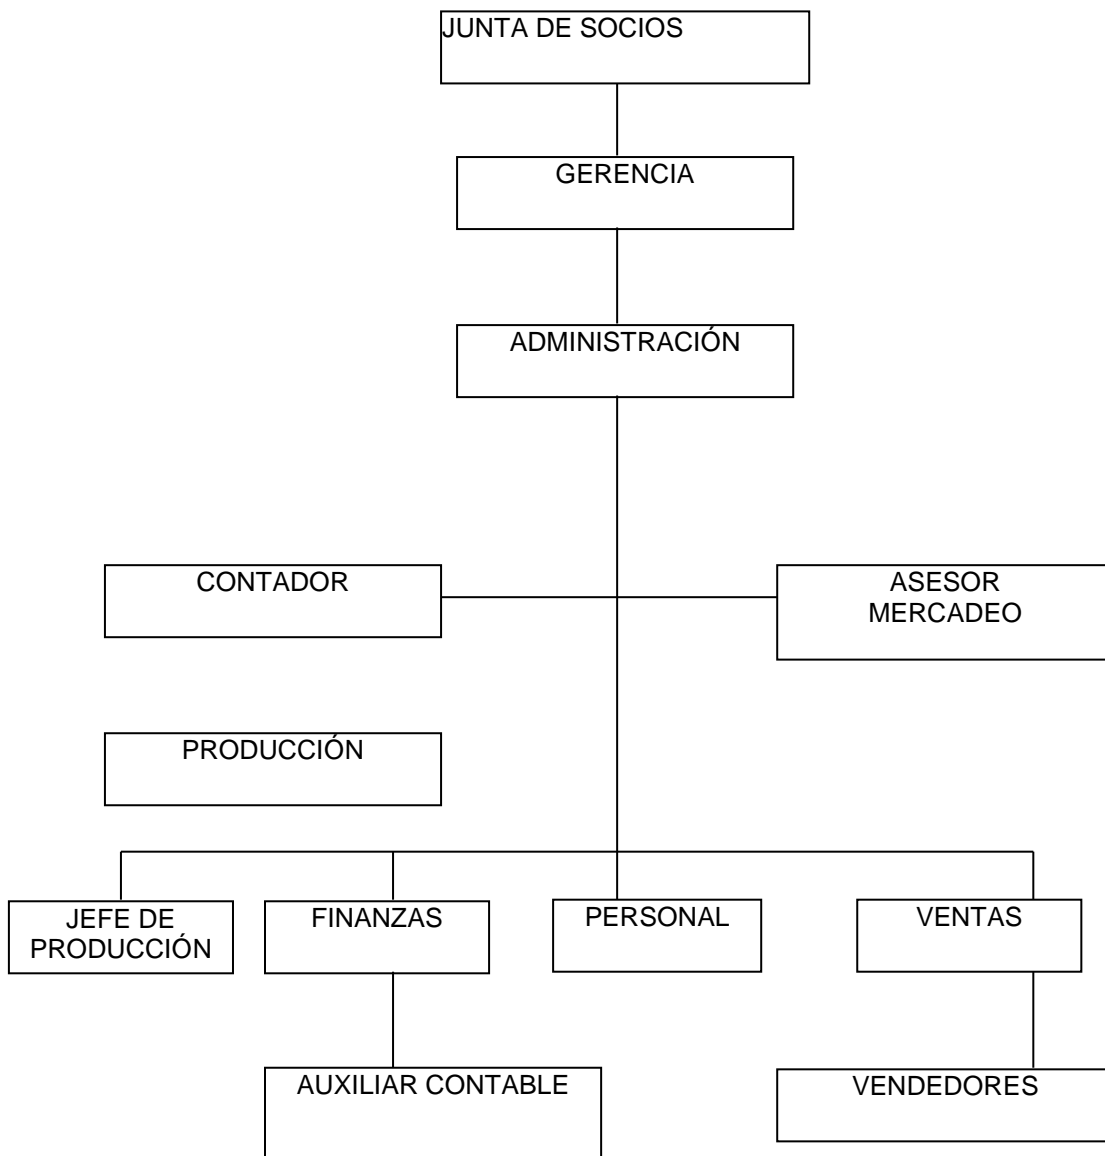 JUNTA DE SOCIOS
GERENCIA
ADMINISTRACIÓN
CONTADOR
ASESOR
MERCADEO
PRODUCCIÓN
JEFE DE
PRODUCCIÓN
FINANZAS
PERSONAL
VENTAS
AUXILIAR CONTABLE
VENDEDORES